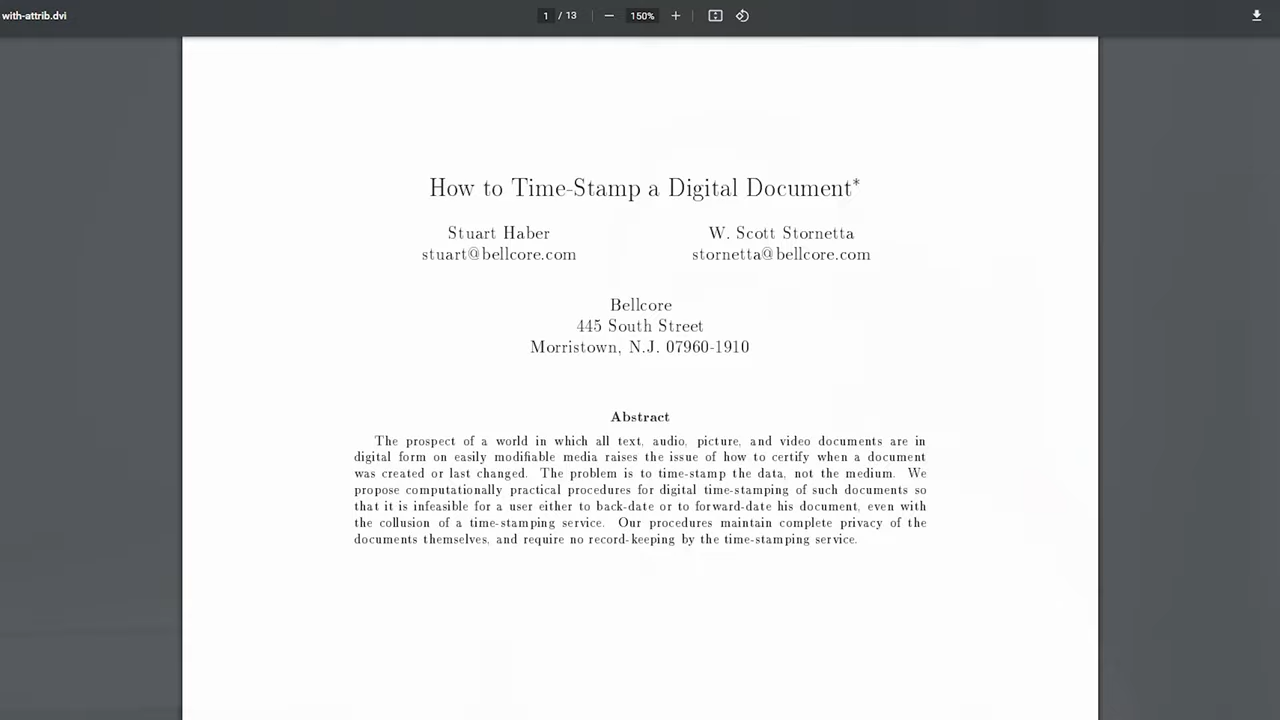 with-attrib.dvi
1 / 13
150%
How to Time-Stamp a Digital Document*
Stuart Haber
W. Scott Stornetta
stuart@bellcore.com
stornetta@bellcore.com
Bellcore
445 South Street
Morristown, N.J. 07960-1910
Abstract
The prospect of a world in which all text, audio, picture, and video documents are in
digital form on easily modifiable media raises the issue of how to certify when a document
was created or last changed. The problem is to time-stamp the data, not the medium. We
propose computationally practical procedures for digital time-stamping of such documents so
that it is infeasible for a user either to back-date or to forward-date his document, even with
the collusion of a time-stamping service. Our procedures maintain complete privacy of the
documents themselves, and require no record-keeping by the time-stamping service.